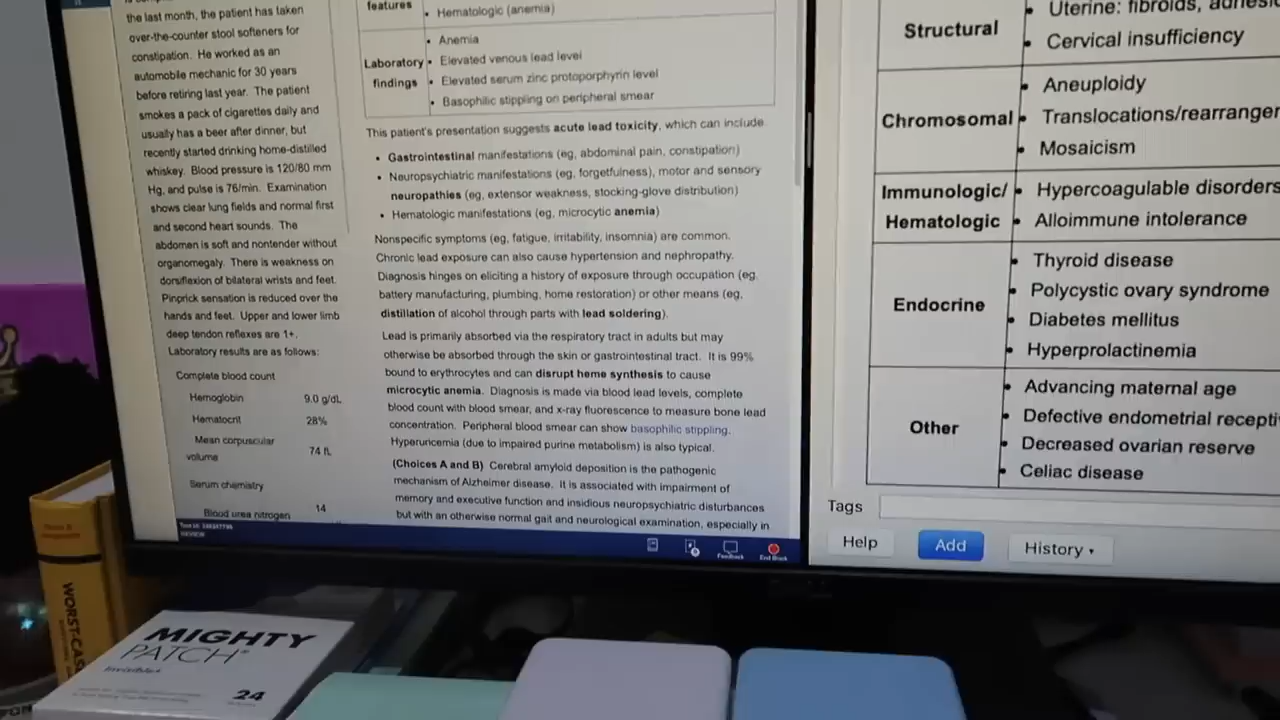 the last month, the patient has taken
over-the-counter stool softeners for
constipation. He worked as an
automobile mechanic for 30 years
before retiring last year. The patient
smokes a pack of cigarettes daily and
usually has a beer after dinner, but
recently started drinking home-distilled
whiskey. Blood pressure is 120/80 mm
Hg, and pulse is 76/min. Examination
shows clear lung fields and normal first
and second heart sounds. The
abdomen is soft and nontender without
organomegaly. There is weakness on
dorsiflexion of bilateral wrists and feet.
Pinprick sensation is reduced over the
hands and feet. Upper and lower limb
deep tendon reflexes are 1+.
Laboratory results are as follows:
Complete blood count
Hemoglobin 9.0 g/dL
Hematocrit 28%
Mean corpuscular
volume 74 fL
Serum chemistry
Blood urea nitrogen 14
features
• Hematologic (anemia)
Laboratory
findings
• Anemia
• Elevated venous lead level
• Elevated serum zinc protoporphyrin level
• Basophilic stippling on peripheral smear
This patient's presentation suggests acute lead toxicity, which can include:
• Gastrointestinal manifestations (eg, abdominal pain, constipation)
• Neuropsychiatric manifestations (eg, forgetfulness), motor and sensory
neuropathies (eg, extensor weakness, stocking-glove distribution)
• Hematologic manifestations (eg, microcytic anemia)
Nonspecific symptoms (eg, fatigue, irritability, insomnia) are common.
Chronic lead exposure can also cause hypertension and nephropathy.
Diagnosis hinges on eliciting a history of exposure through occupation (eg,
battery manufacturing, plumbing, home restoration) or other means (eg,
distillation of alcohol through parts with lead soldering).
Lead is primarily absorbed via the respiratory tract in adults but may
otherwise be absorbed through the skin or gastrointestinal tract. It is 99%
bound to erythrocytes and can disrupt heme synthesis to cause
microcytic anemia. Diagnosis is made via blood lead levels, complete
blood count with blood smear, and x-ray fluorescence to measure bone lead
concentration. Peripheral blood smear can show basophilic stippling.
Hyperuricemia (due to impaired purine metabolism) is also typical.
(Choices A and B) Cerebral amyloid deposition is the pathogenic
mechanism of Alzheimer disease. It is associated with impairment of
memory and executive function and insidious neuropsychiatric disturbances
but with an otherwise normal gait and neurological examination, especially in
Feedback
End Block
Structural
• Uterine: fibroids,
• Cervical insufficiency
Chromosomal
• Aneuploidy
• Translocations/rearranger
• Mosaicism
Immunologic/
Hematologic
• Hypercoagulable disorders
• Alloimmune intolerance
Endocrine
• Thyroid disease
• Polycystic ovary syndrome
• Diabetes mellitus
• Hyperprolactinemia
Other
• Advancing maternal age
• Defective endometrial recepti
• Decreased ovarian reserve
• Celiac disease
Tags
Help
Add
History
WORST-CAS
MIGHTY
PATCH
invisible+
24